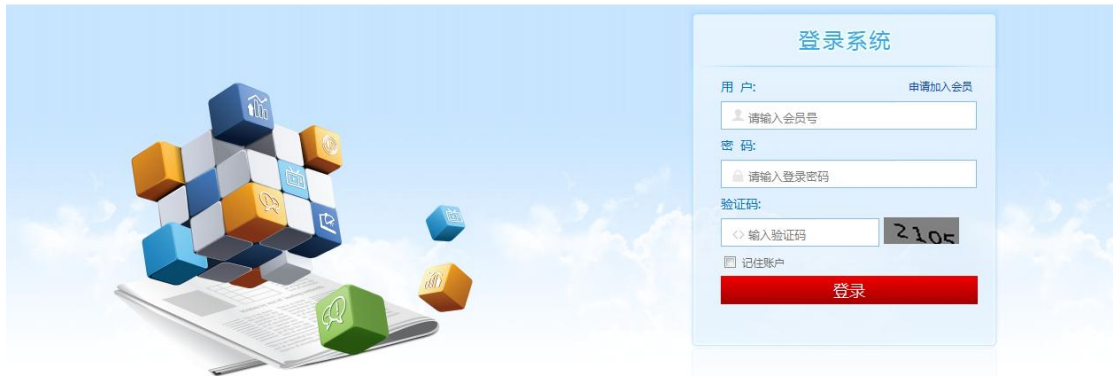 登录系统
用 户: 申请加入会员
请输入会员号
密 码:
请输入登录密码
验证码:
输入验证码 2105
记住账户
登录